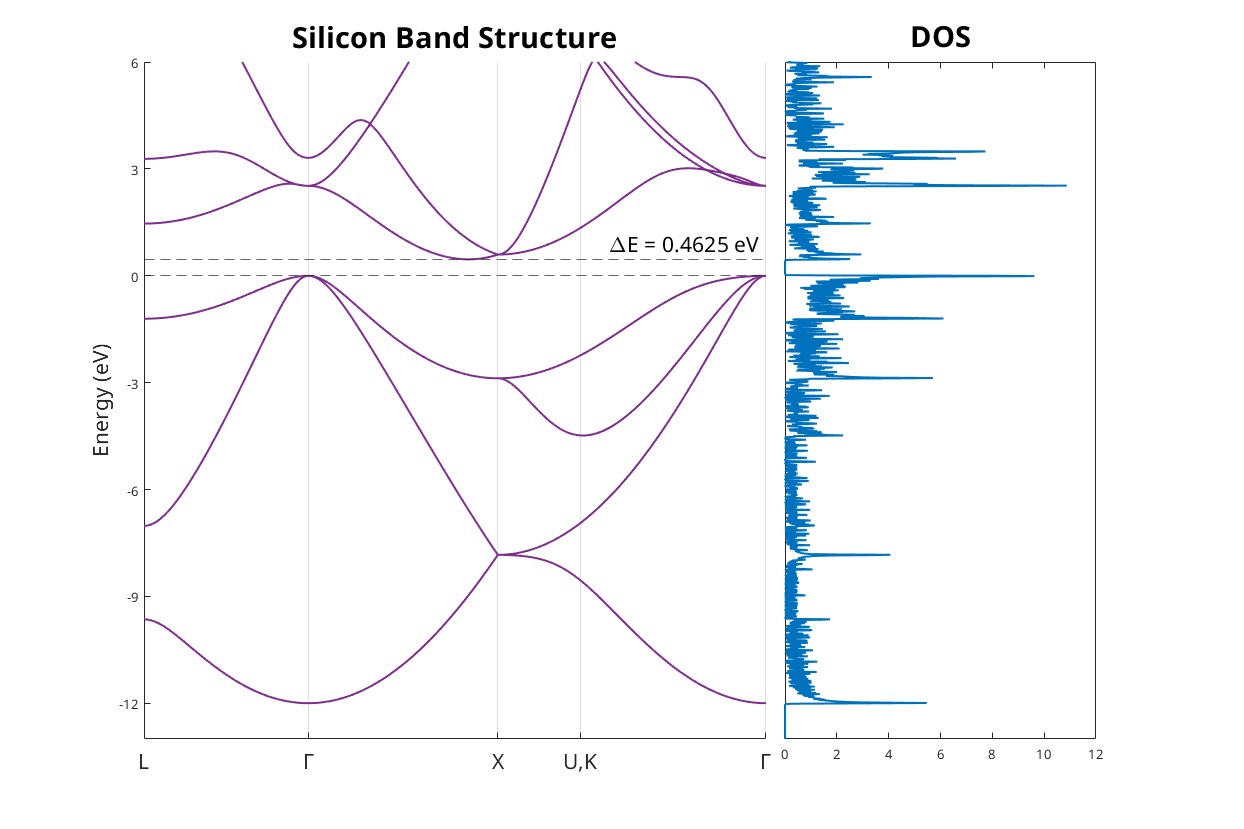 Silicon Band Structure
DOS
6
3
0
-3
-6
-9
-12
Energy (eV)
ΔE = 0.4625 eV
L Γ X U,K Γ
0 2 4 6 8 10 12